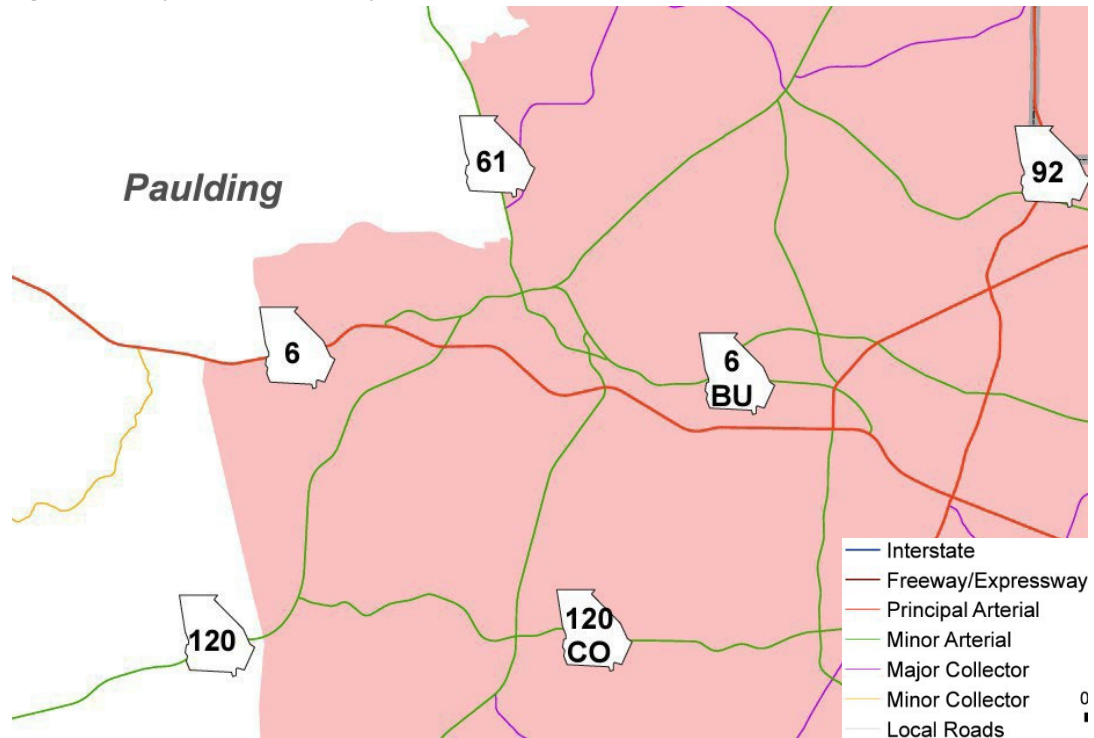 61
92
Paulding
6
6
BU
120
120
CO
Interstate
Freeway/Expressway
Principal Arterial
Minor Arterial
Major Collector
Minor Collector
0
Local Roads